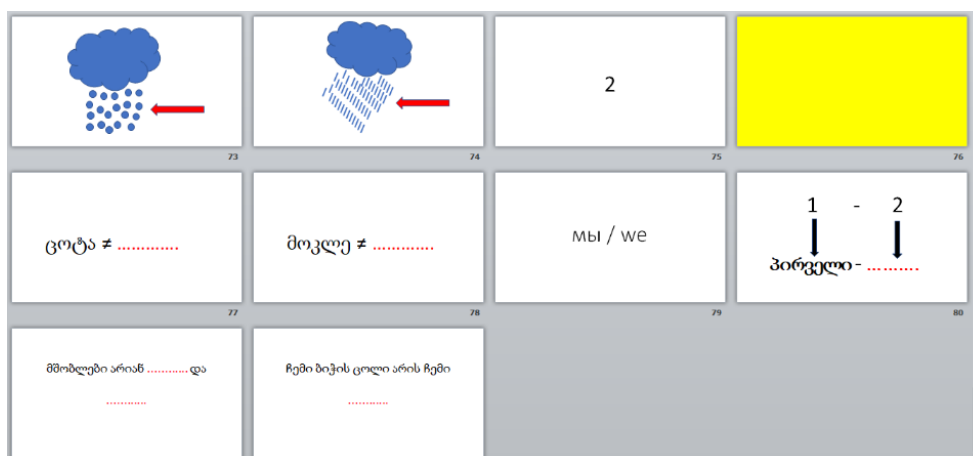 73
74
2
75
76
ცოტა ≠ .............
77
მოკლე ≠ .............
78
мы / we
79
1 - 2
პირველი - ..........
80
მშობლები არიან ............ და
............
ჩემი ბიჭის ცოლი არის ჩემი
............